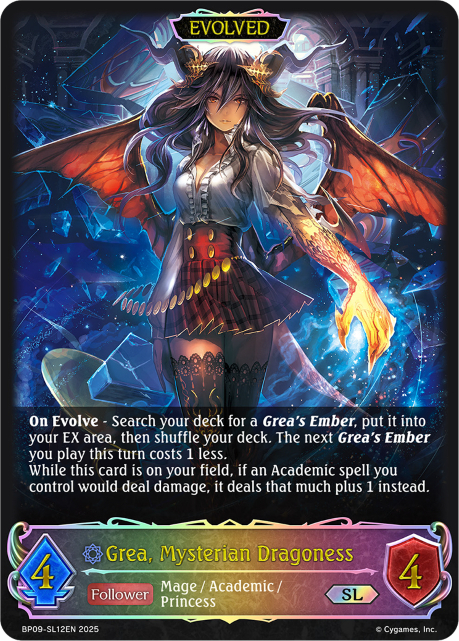 EVOLVED
On Evolve - Search your deck for a Grea's Ember, put it into
your EX area, then shuffle your deck. The next Grea's Ember
you play this turn costs 1 less.
While this card is on your field, if an Academic spell you
control would deal damage, it deals that much plus 1 instead.
4
Grea, Mysterian Dragoness
4
Follower
Mage / Academic /
Princess
SL
BP09-SL12EN 2025
© Cygames, Inc.